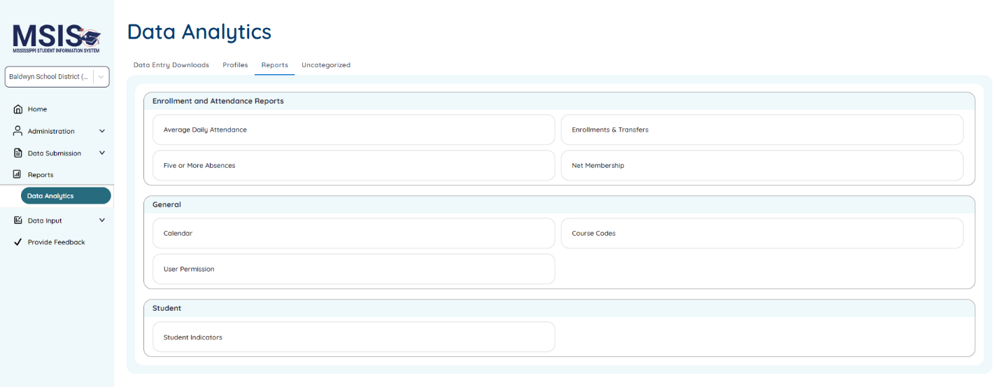 MSIS
MISSISSIPPI STUDENT INFORMATION SYSTEM
Baldwyn School District (...
Home
Administration
Data Submission
Reports
Data Analytics
Data Input
Provide Feedback
Data Analytics
Data Entry Downloads Profiles Reports Uncategorized
Enrollment and Attendance Reports
Average Daily Attendance Enrollments & Transfers
Five or More Absences Net Membership
General
Calendar Course Codes
User Permission
Student
Student Indicators